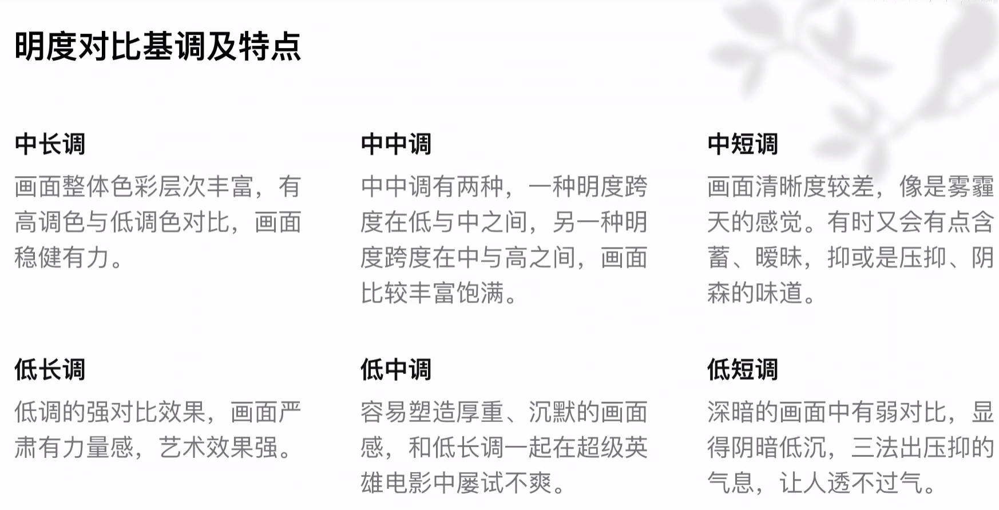 明度对比基调及特点
中长调
画面整体色彩层次丰富，有
高调色与低调色对比，画面
稳健有力。
中中调
中中调有两种，一种明度跨
度在低与中之间，另一种明
度跨度在中与高之间，画面
比较丰富饱满。
中短调
画面清晰度较差，像是雾霾
天的感觉。有时又会有点含
蓄、暧昧，抑或是压抑、阴
森的味道。
低长调
低调的强对比效果，画面严
肃有力量感，艺术效果强。
低中调
容易塑造厚重、沉默的画面
感，和低长调一起在超级英
雄电影中屡试不爽。
低短调
深暗的画面中有弱对比，显
得阴暗低沉，三法出压抑的
气息，让人透不过气。